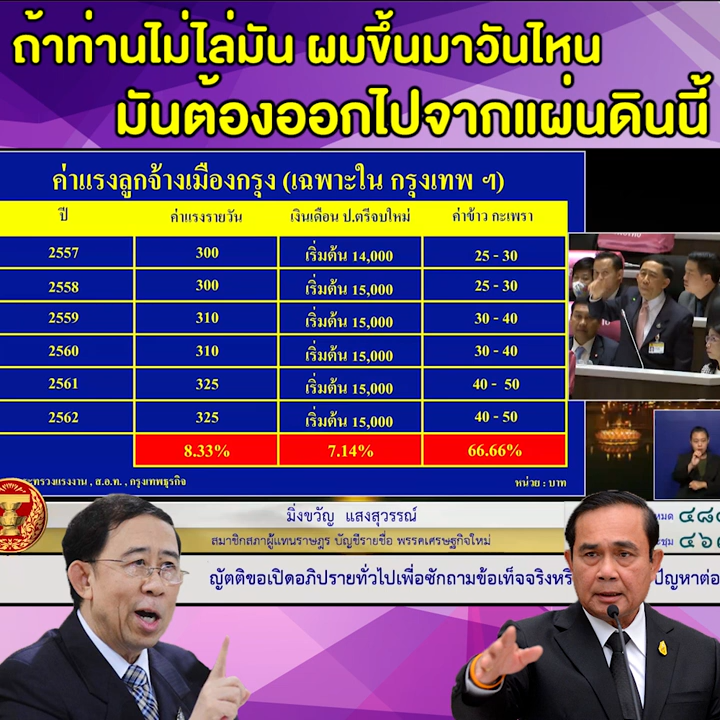 ถ้าท่านไม่ไล่มัน ผมขึ้นมาวันไหน
มันต้องออกไปจากแผ่นดินนี้
ค่าแรงลูกจ้างเมืองกรุง (เฉพาะใน กรุงเทพ ฯ)
ปี ค่าแรงรายวัน เงินเดือน ป.ตรีจบใหม่ ค่าข้าว กะเพรา
2557 300 เริ่มต้น 14,000 25 - 30
2558 300 เริ่มต้น 15,000 25 - 30
2559 310 เริ่มต้น 15,000 30 - 40
2560 310 เริ่มต้น 15,000 30 - 40
2561 325 เริ่มต้น 15,000 40 - 50
2562 325 เริ่มต้น 15,000 40 - 50
8.33% 7.14% 66.66%
ะทรวงแรงงาน , ส.อ.ท. , กรุงเทพธุรกิจ หน่วย : บาท
มิ่งขวัญ แสงสุวรรณ์
สมาชิกสภาผู้แทนราษฎร บัญชีรายชื่อ พรรคเศรษฐกิจใหม่
ญัตติขอเปิดอภิปรายทั่วไปเพื่อซักถามข้อเท็จจริงหรื ปัญหาต่อ